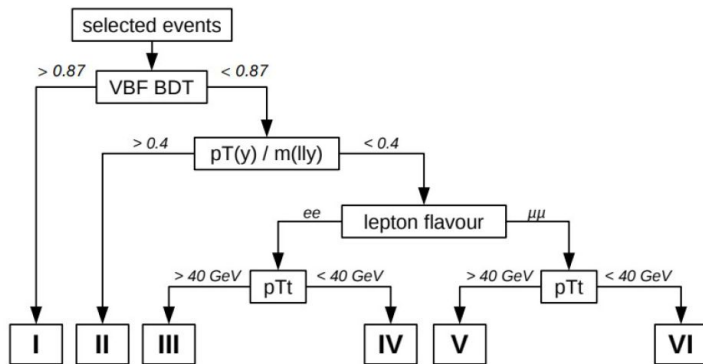 selected events
> 0.87
< 0.87
VBF BDT
> 0.4
< 0.4
pT(y) / m(lly)
ee
μμ
lepton flavour
> 40 GeV
< 40 GeV
> 40 GeV
< 40 GeV
pTt
pTt
I
II
III
IV
V
VI